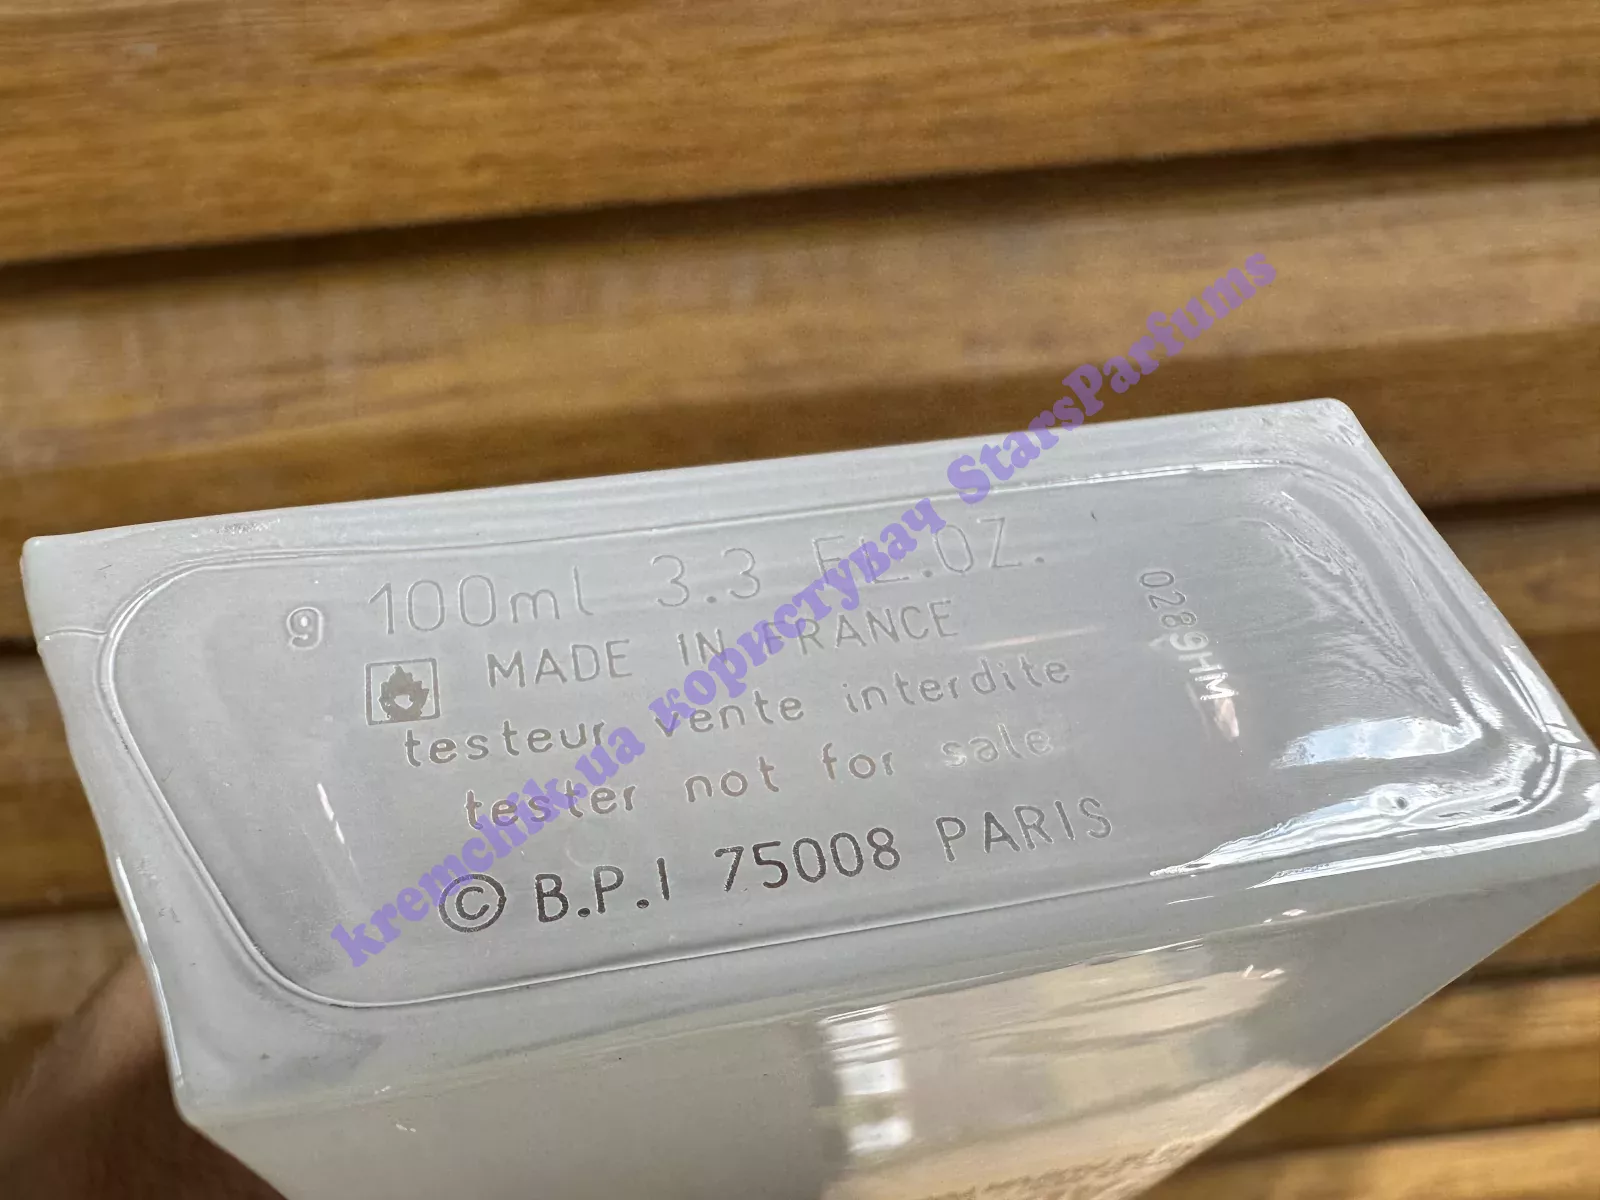 9 100ml 3.3 FL.OZ.
MADE IN FRANCE
testeur vente interdite
tester not for sale
© B.P.I 75008 PARIS
0289HM
kremchik.ua користувач StarsParfums